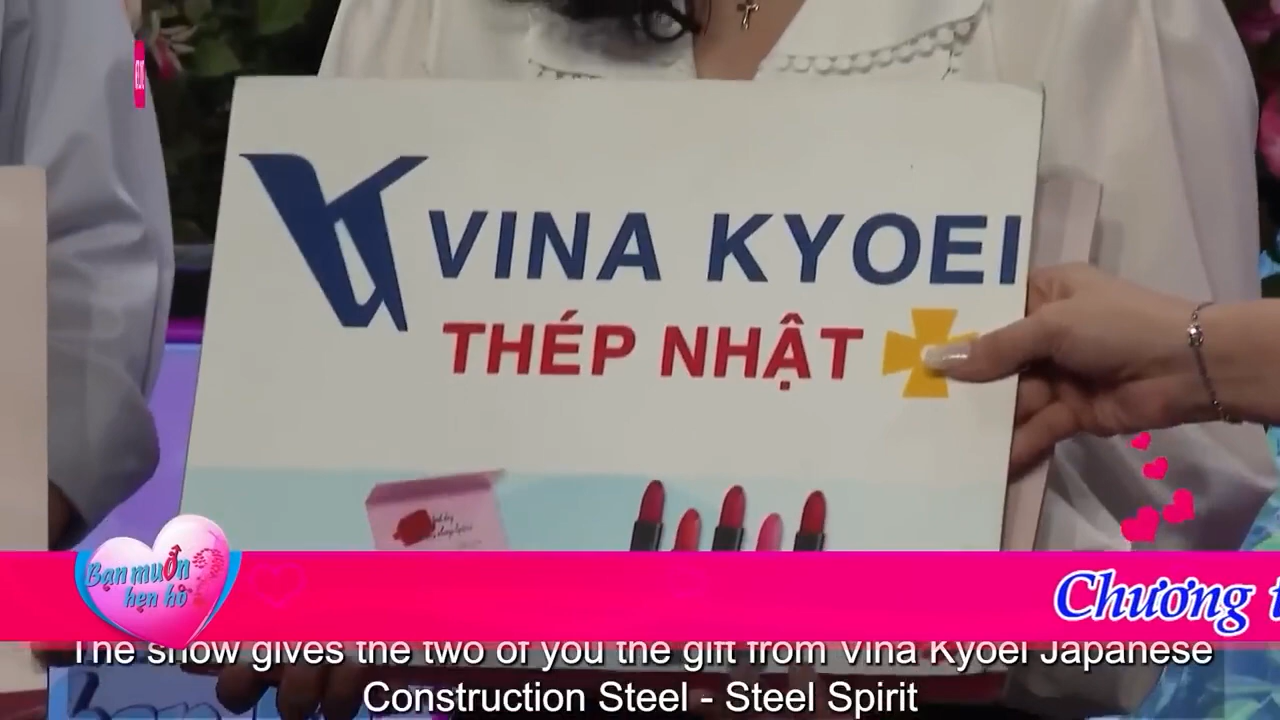 VINA KYOEI
THÉP NHẬT
Bạn muốn
hẹn hò
Chương
The show gives the two of you the gift from Vina Kyoei Japanese
Construction Steel - Steel Spirit